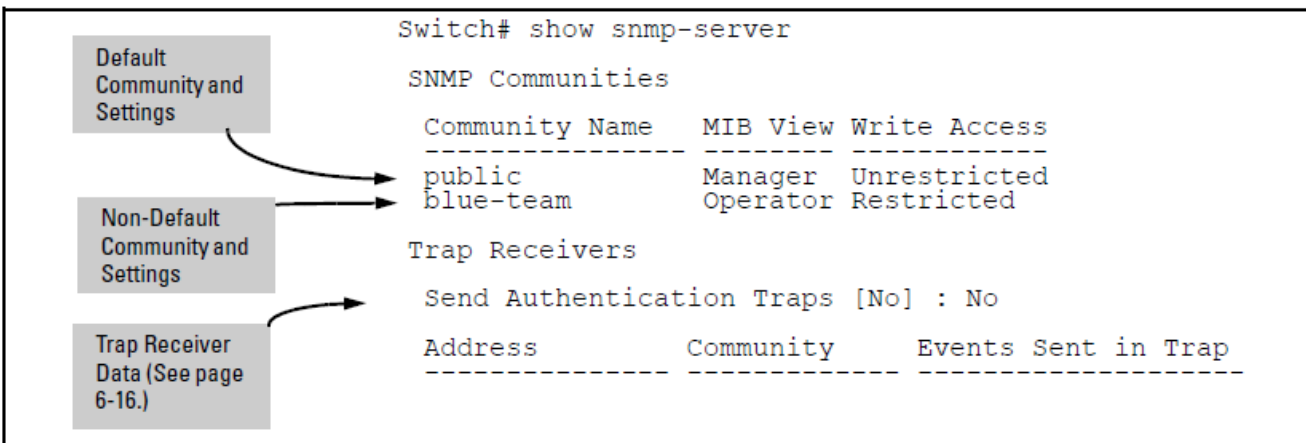 Switch# show snmp-server
Default
Community and
Settings
SNMP Communities
Community Name MIB View Write Access
---------------- -------- ------------
public Manager Unrestricted
blue-team Operator Restricted
Non-Default
Community and
Settings
Trap Receivers
Send Authentication Traps [No] : No
Trap Receiver
Data (See page
6-16.)
Address Community Events Sent in Trap
--------------- ------------- --------------------